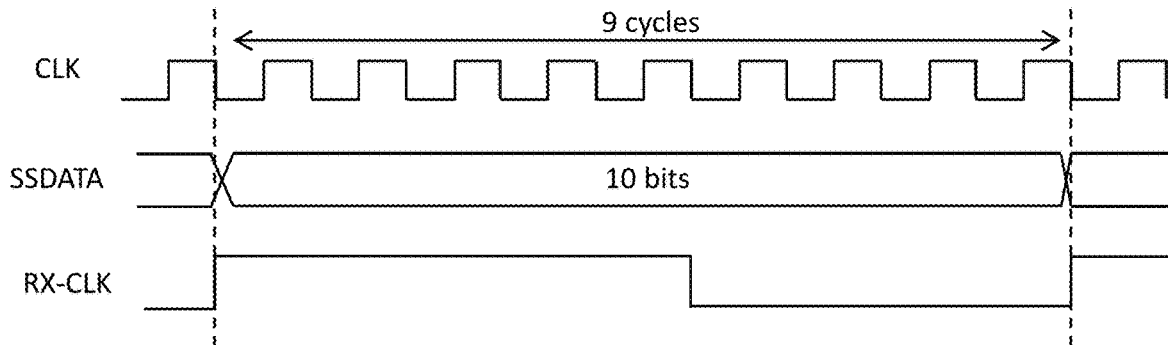 9 cycles
CLK
SSDATA
10 bits
RX-CLK